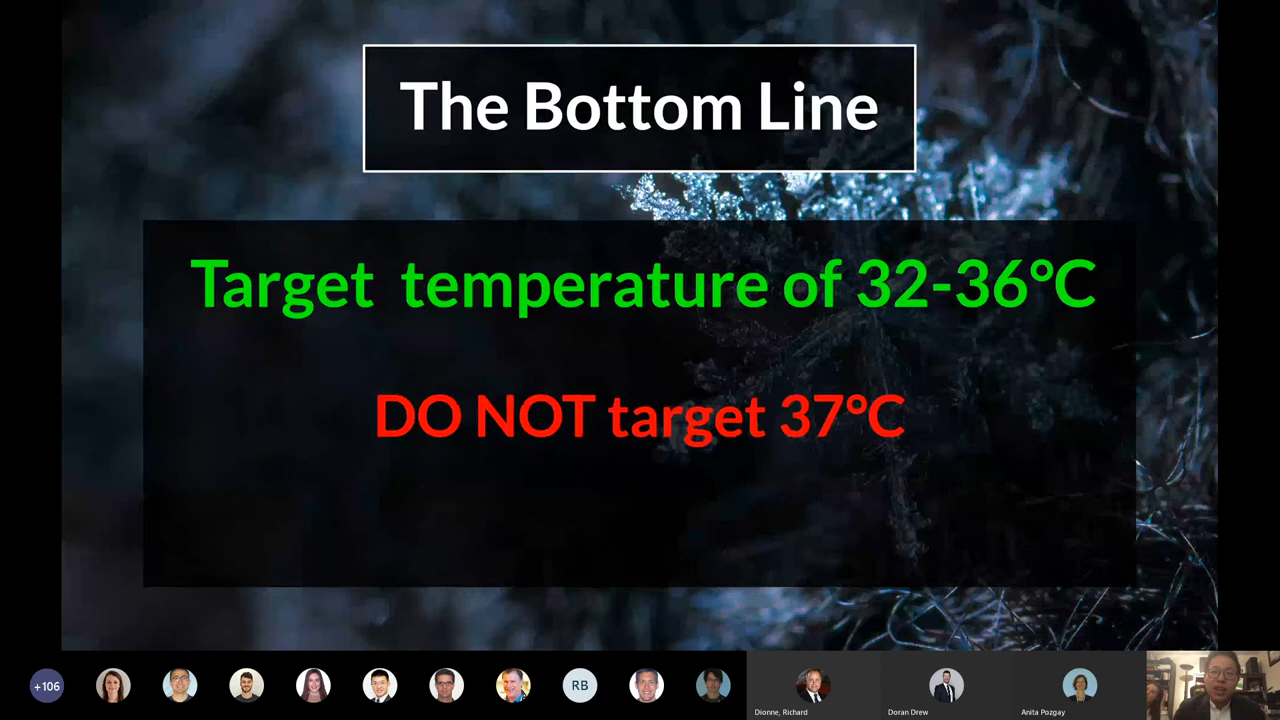 The Bottom Line
Target temperature of 32-36°C
DO NOT target 37°C
+106
RB
Dionne, Richard
Doran Drew
Anita Pozgay